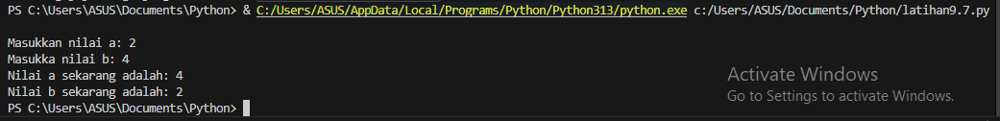 PS C:\Users\ASUS\Documents\Python> & C:/Users/ASUS/AppData/Local/Programs/Python/Python313/python.exe c:/Users/ASUS/Documents/Python/latihan9.7.py
Masukkan nilai a: 2
Masukka nilai b: 4
Nilai a sekarang adalah: 4
Nilai b sekarang adalah: 2
PS C:\Users\ASUS\Documents\Python>
Activate Windows
Go to Settings to activate Windows.